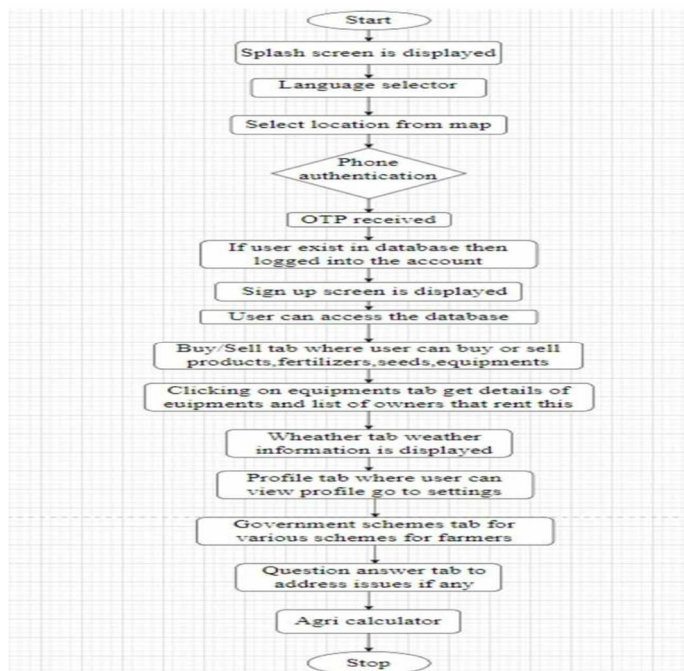 Start
Splash screen is displayed
Language selector
Select location from map
Phone
authentication
OTP received
If user exist in database then
logged into the account
Sign up screen is displayed
User can access the database
Buy/Sell tab where user can buy or sell
products,fertilizers,seeds,equipments
Clicking on equipments tab get details of
euipments and list of owners that rent this
Wheather tab weather
information is displayed
Profile tab where user can
view profile go to settings
Government schemes tab for
various schemes for farmers
Question answer tab to
address issues if any
Agri calculator
Stop